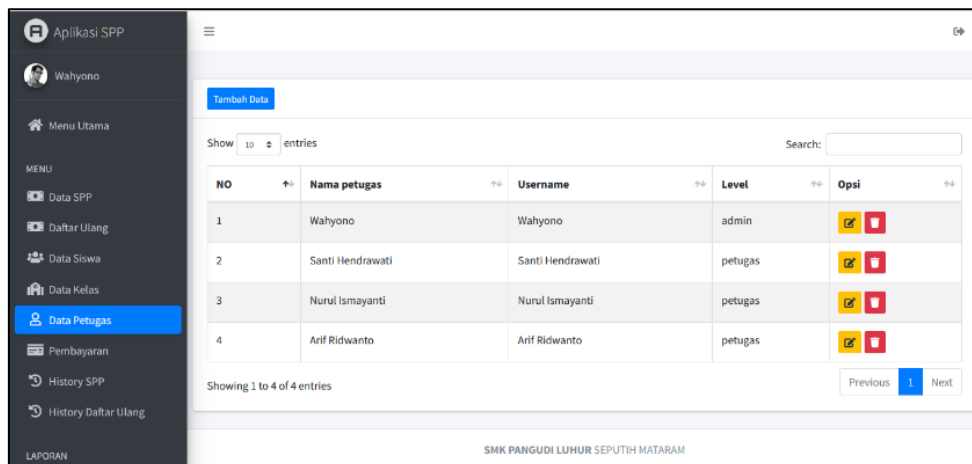 Aplikasi SPP
Wahyono
Menu Utama
MENU
Data SPP
Daftar Ulang
Data Siswa
Data Kelas
Data Petugas
Pembayaran
History SPP
History Daftar Ulang
LAPORAN
Tambah Data
Show 10 entries
Search:
NO Nama petugas Username Level Opsi
1 Wahyono Wahyono admin
2 Santi Hendrawati Santi Hendrawati petugas
3 Nurul Ismayanti Nurul Ismayanti petugas
4 Arif Ridwanto Arif Ridwanto petugas
Showing 1 to 4 of 4 entries
Previous 1 Next
SMK PANGUDI LUHUR SEPUTIH MATARAM